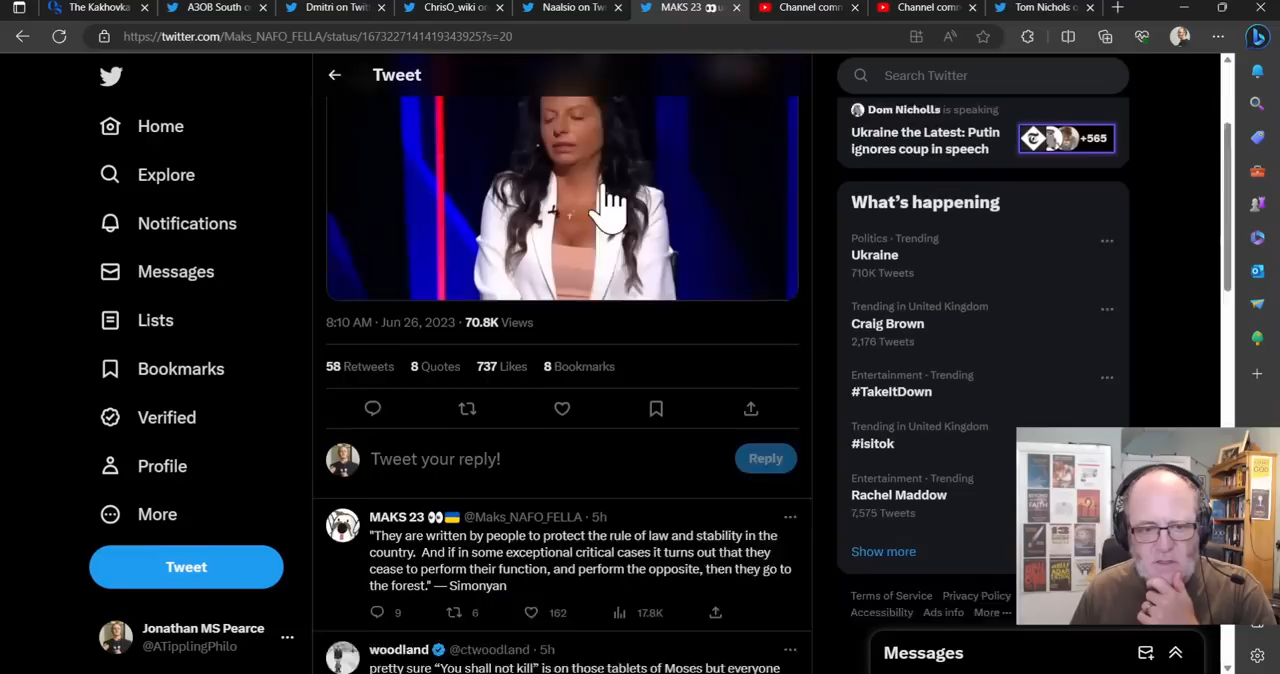 The Kakhovka
A3OB South o
Dmitri on Twit
ChrisO_wiki on
Naalsio on Tw
MAKS 23
Channel comm
Channel comm
Tom Nichols o
https://twitter.com/Maks_NAFO_FELLA/status/1673227141419343925?s=20
Home
Explore
Notifications
Messages
Lists
Bookmarks
Verified
Profile
More
Tweet
Jonathan MS Pearce
@ATipplingPhilo
Tweet
8:10 AM · Jun 26, 2023 · 70.8K Views
58 Retweets 8 Quotes 737 Likes 8 Bookmarks
Tweet your reply!
Reply
MAKS 23 👀🇺🇦 @Maks_NAFO_FELLA · 5h
"They are written by people to protect the rule of law and stability in the
country. And if in some exceptional critical cases it turns out that they
cease to perform their function, and perform the opposite, then they go to
the forest." — Simonyan
9 6 162 17.8K
woodland @ctwoodland · 5h
pretty sure “You shall not kill” is on those tablets of Moses but everyone
Search Twitter
Dom Nicholls is speaking
Ukraine the Latest: Putin
ignores coup in speech
+565
What’s happening
Politics · Trending
Ukraine
710K Tweets
Trending in United Kingdom
Craig Brown
2,176 Tweets
Entertainment · Trending
#TakeItDown
Trending in United Kingdom
#isitok
Entertainment · Trending
Rachel Maddow
7,575 Tweets
Show more
Terms of Service Privacy Policy
Accessibility Ads info More
Messages